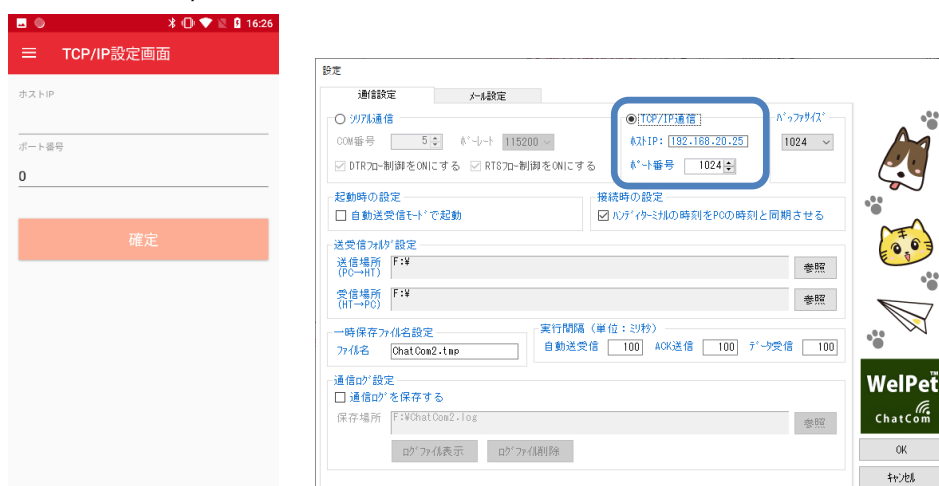 16:26
TCP/IP設定画面
ホストIP
ポート番号
0
確定
設定
通信設定 メール設定
シリアル通信
COM番号 5 ボーレート 115200
DTRフロー制御をONにする RTSフロー制御をONにする
TCP/IP通信
ホストIP: 192.168.20.25
ポート番号 1024
バッファサイズ
1024
起動時の設定
自動送受信モードで起動
接続時の設定
ハンディターミナルの時刻をPCの時刻と同期させる
送受信フォルダ設定
送信場所
(PC→HT)
F:¥
参照
受信場所
(HT→PC)
F:¥
参照
一時保存ファイル名設定
ファイル名 ChatCom2.tmp
実行間隔(単位:ミリ秒)
自動送受信 100 ACK送信 100 データ受信 100
通信ログ設定
通信ログを保存する
保存場所 F:¥ChatCom2.log
参照
ログファイル表示 ログファイル削除
WelPet™
ChatCom
OK
キャンセル